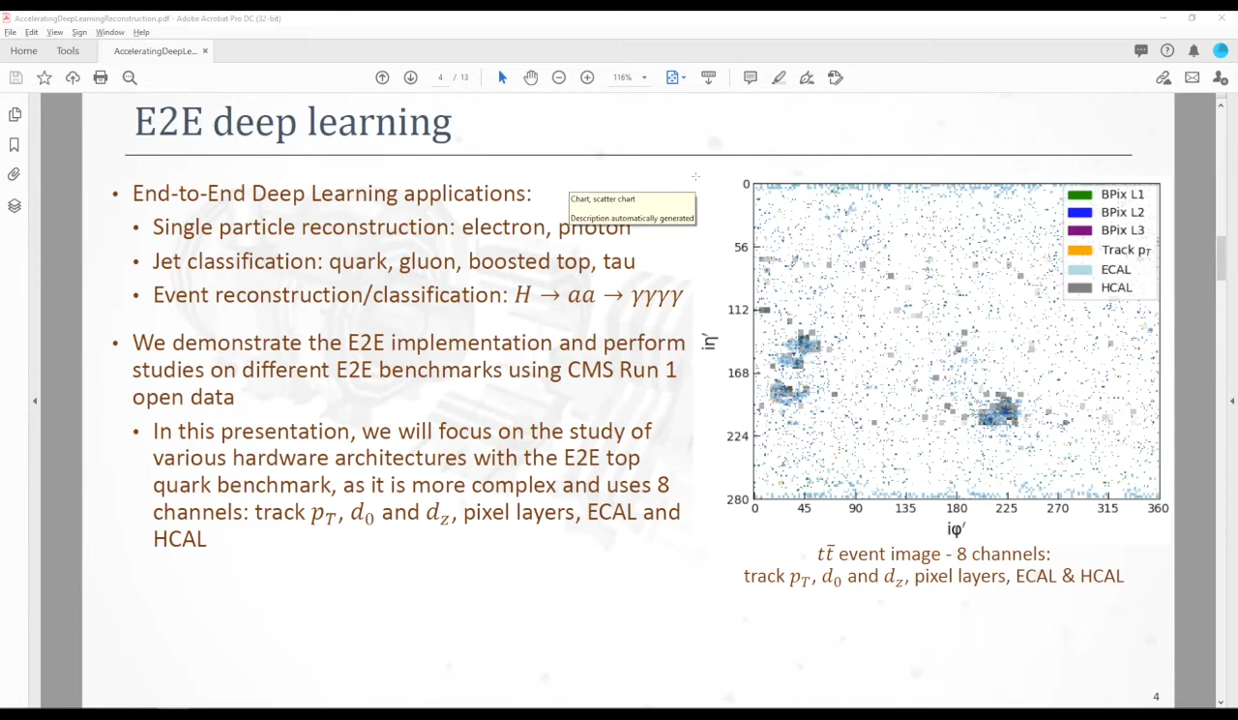 AcceleratingDeepLearningReconstruction.pdf - Adobe Acrobat Pro DC (32-bit)
File Edit View Sign Window Help
Home Tools AcceleratingDeepLe... ×
4 / 13 116%
E2E deep learning
• End-to-End Deep Learning applications:
• Single particle reconstruction: electron, photon
• Jet classification: quark, gluon, boosted top, tau
• Event reconstruction/classification: H → aa → γγγγ
• We demonstrate the E2E implementation and perform
studies on different E2E benchmarks using CMS Run 1
open data
• In this presentation, we will focus on the study of
various hardware architectures with the E2E top
quark benchmark, as it is more complex and uses 8
channels: track p_T, d_0 and d_z, pixel layers, ECAL and
HCAL
Chart, scatter chart
Description automatically generated
BPix L1
BPix L2
BPix L3
Track p_T
ECAL
HCAL
0
56
112
168
224
280
iη'
0 45 90 135 180 225 270 315 360
iφ'
tt̄ event image - 8 channels:
track p_T, d_0 and d_z, pixel layers, ECAL & HCAL
4